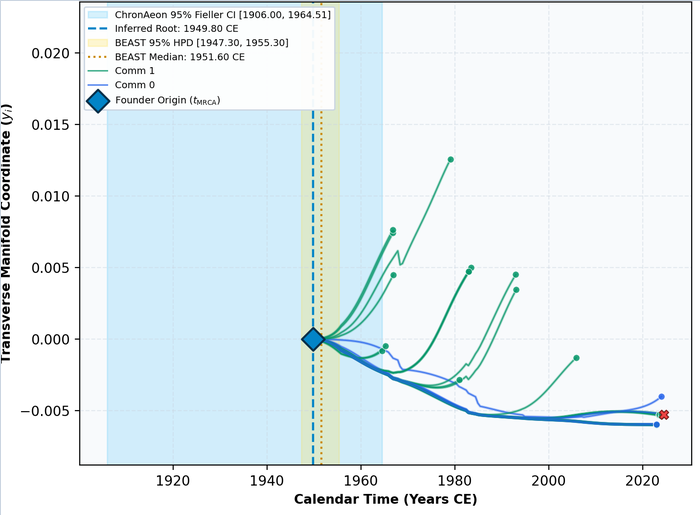 ChronAeon 95% Fieller CI [1906.00, 1964.51]
Inferred Root: 1949.80 CE
BEAST 95% HPD [1947.30, 1955.30]
BEAST Median: 1951.60 CE
Comm 1
Comm 0
Founder Origin (tMRCA)
Transverse Manifold Coordinate (yi)
0.020
0.015
0.010
0.005
0.000
−0.005
1920
1940
1960
1980
2000
2020
Calendar Time (Years CE)